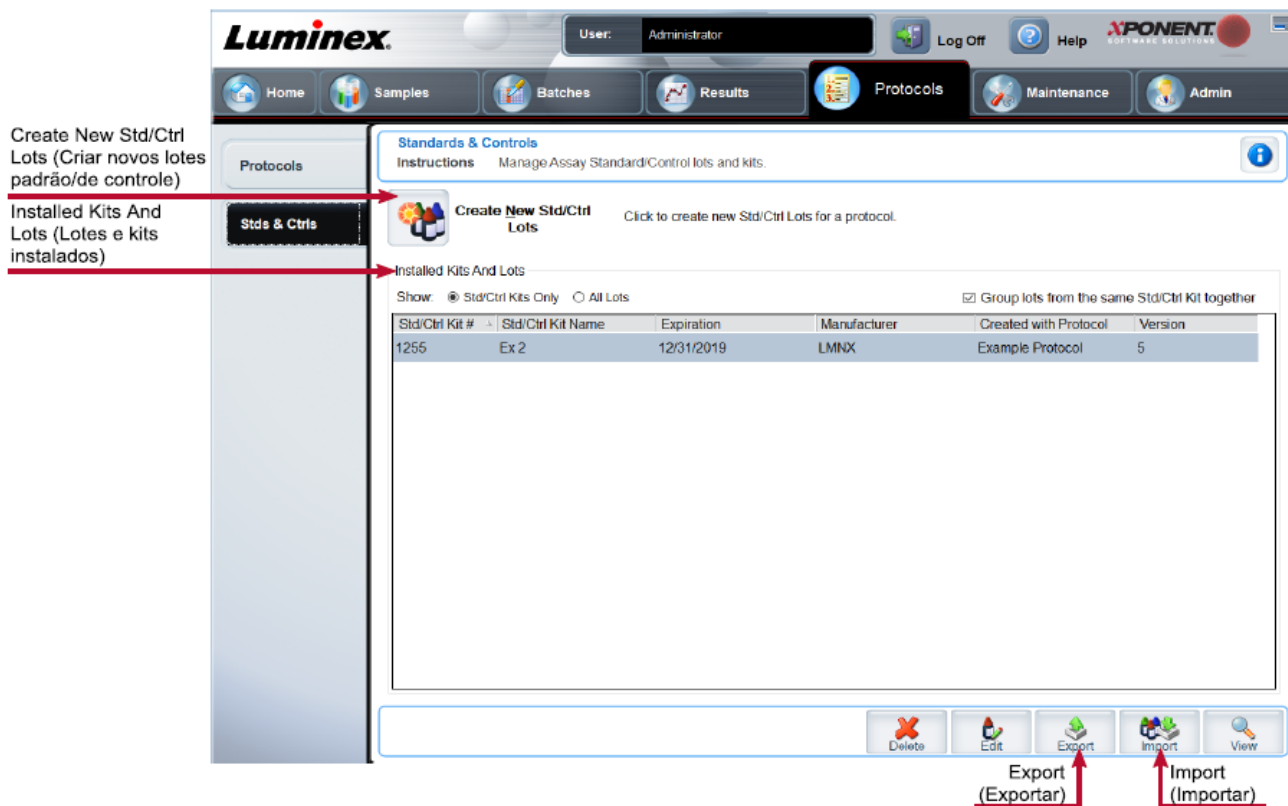 Luminex.
User: Administrator
Log Off
Help
XPONENT.
SOFTWARE SOLUTIONS
Home
Samples
Batches
Results
Protocols
Maintenance
Admin
Create New Std/Ctrl
Lots (Criar novos lotes
padrão/de controle)
Installed Kits And
Lots (Lotes e kits
instalados)
Protocols
Stds & Ctrls
Standards & Controls
Instructions Manage Assay Standard/Control lots and kits.
Create New Std/Ctrl
Lots
Click to create new Std/Ctrl Lots for a protocol.
Installed Kits And Lots
Show: Std/Ctrl Kits Only All Lots
Group lots from the same Std/Ctrl Kit together
Std/Ctrl Kit # Std/Ctrl Kit Name Expiration Manufacturer Created with Protocol Version
1255 Ex 2 12/31/2019 LMNX Example Protocol 5
Delete
Edit
Export
Import
View
Export
(Exportar)
Import
(Importar)